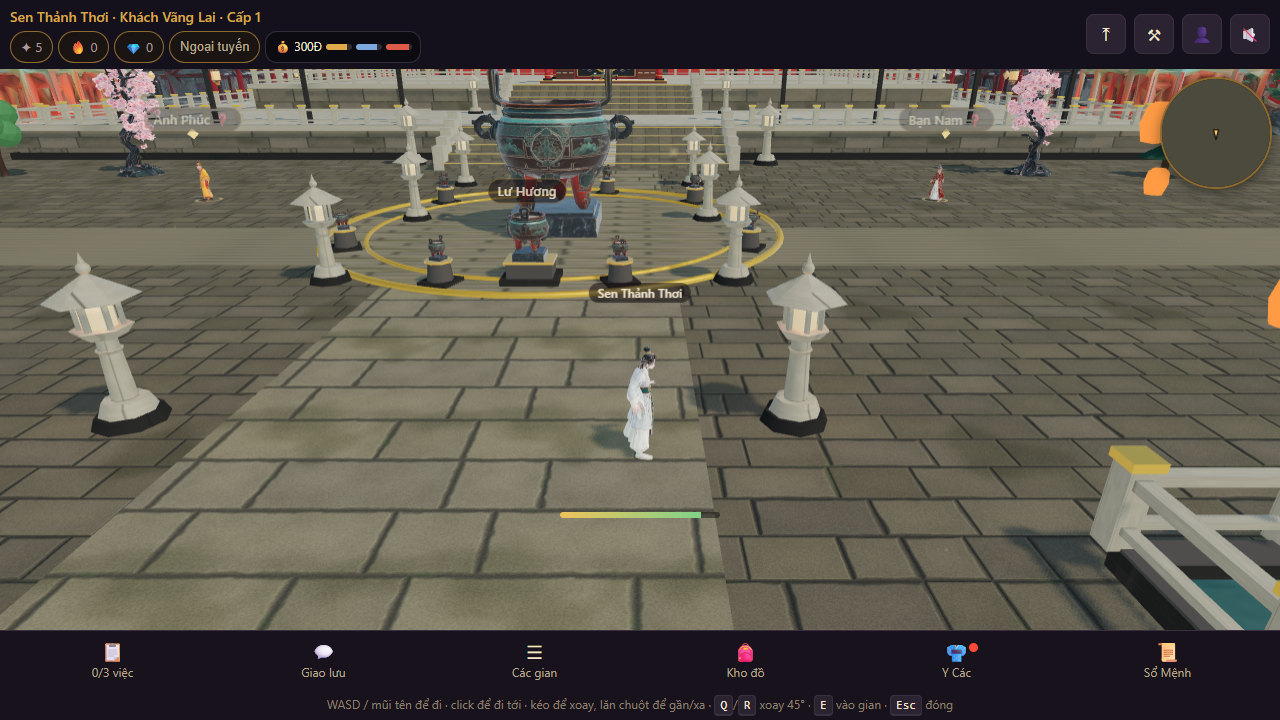 Sen Thảnh Thơi · Khách Vãng Lai · Cấp 1
5
0
0
Ngoại tuyến
300Đ
Anh Phúc
Bạn Nam
Lư Hương
Sen Thảnh Thơi
0/3 việc
Giao lưu
Các gian
Kho đồ
Y Các
Sổ Mệnh
WASD / mũi tên để đi · click để đi tới · kéo để xoay, lăn chuột để gần/xa · Q / R xoay 45° · E vào gian · Esc đóng